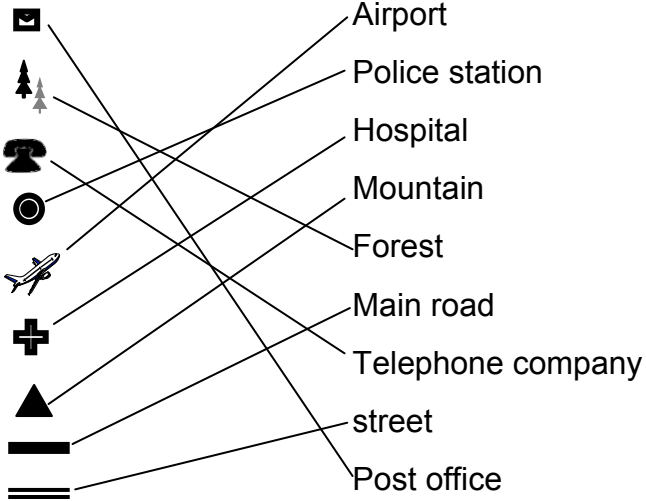 Airport
Police station
Hospital
Mountain
Forest
Main road
Telephone company
street
Post office